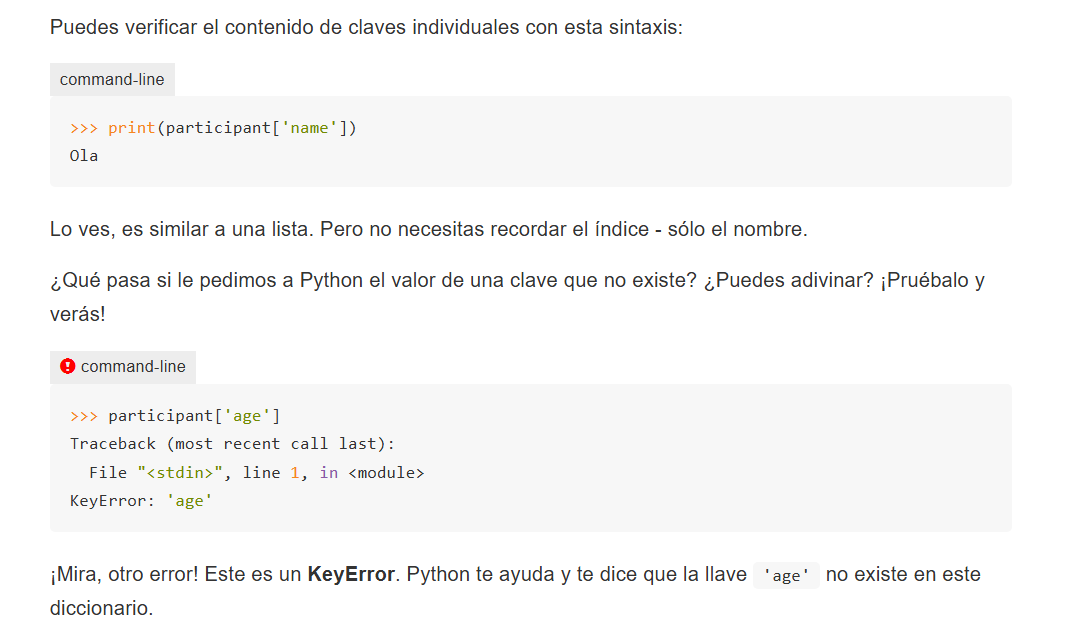 Puedes verificar el contenido de claves individuales con esta sintaxis:
command-line
>>> print(participant['name'])
Ola
Lo ves, es similar a una lista. Pero no necesitas recordar el índice - sólo el nombre.
¿Qué pasa si le pedimos a Python el valor de una clave que no existe? ¿Puedes adivinar? ¡Pruébalo y
verás!
command-line
>>> participant['age']
Traceback (most recent call last):
  File "<stdin>", line 1, in <module>
KeyError: 'age'
¡Mira, otro error! Este es un KeyError. Python te ayuda y te dice que la llave 'age' no existe en este
diccionario.